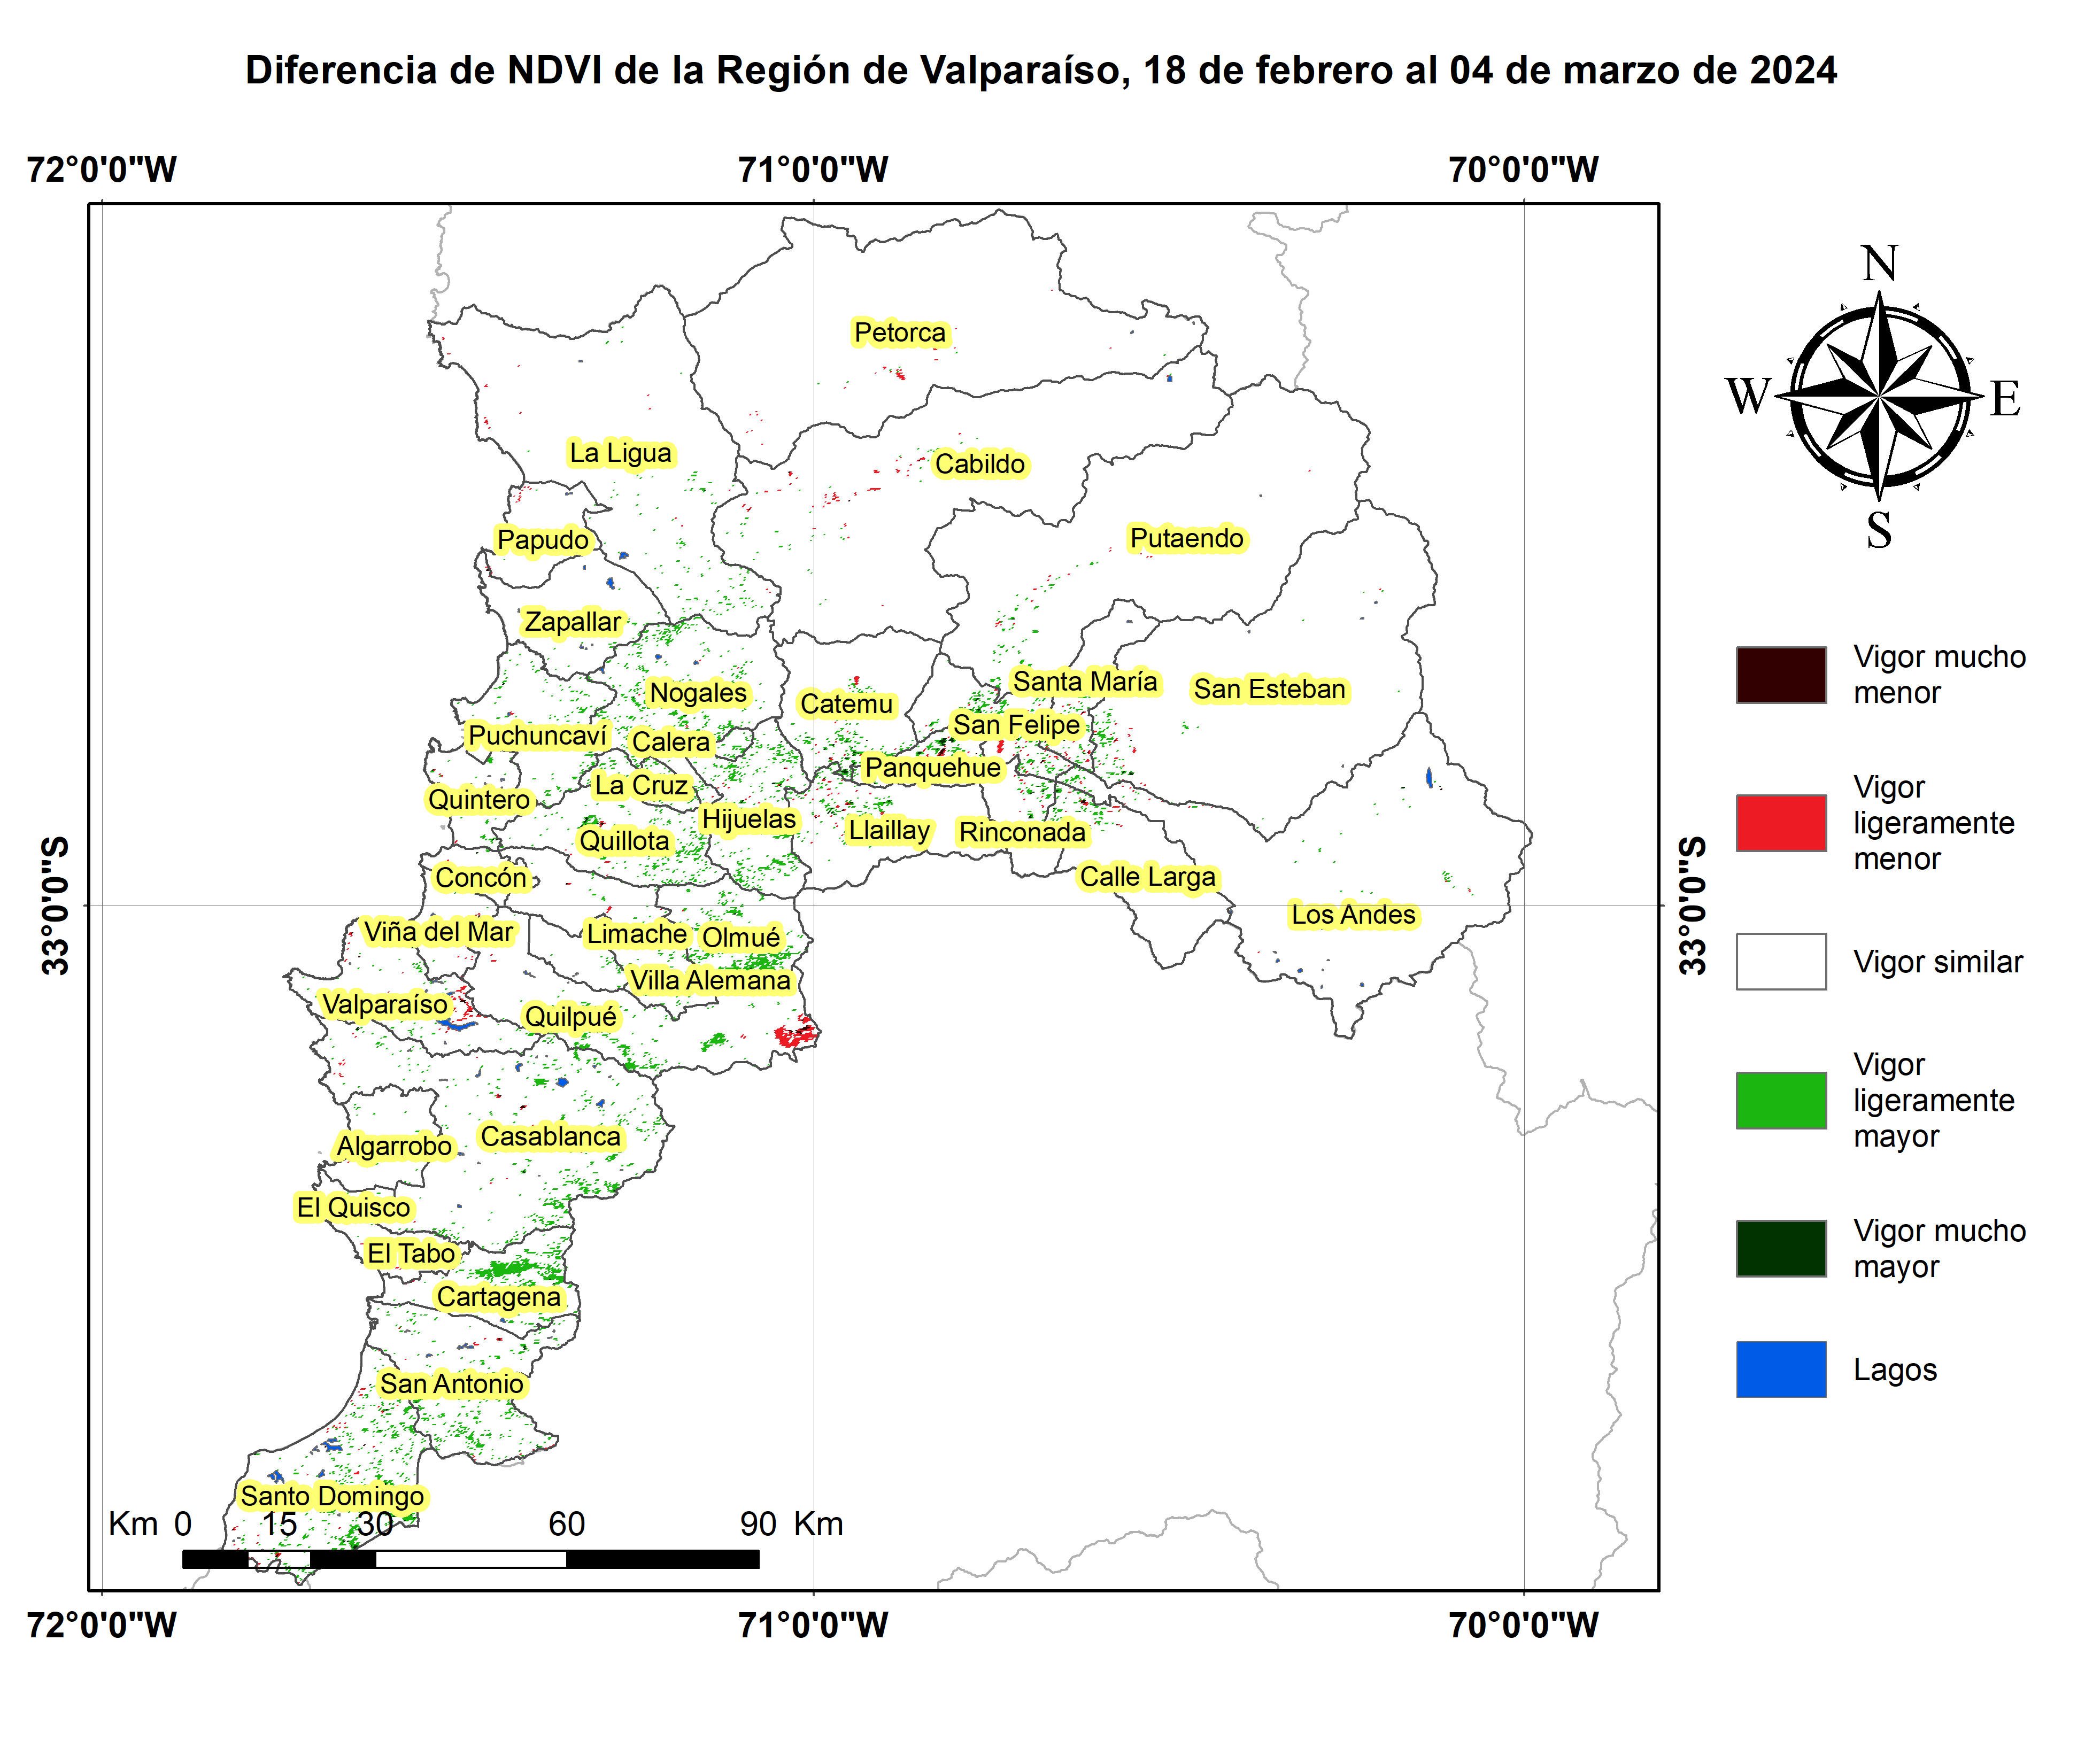 Diferencia de NDVI de la Región de Valparaíso, 18 de febrero al 04 de marzo de 2024
72°0'0"W
71°0'0"W
70°0'0"W
N
W
E
S
Petorca
La Ligua
Cabildo
Papudo
Putaendo
Zapallar
Nogales
Santa María
San Esteban
Catemu
San Felipe
Puchuncaví
Calera
Panquehue
La Cruz
Quintero
Hijuelas
Llaillay
Rinconada
Quillota
Concón
Calle Larga
Los Andes
Viña del Mar
Limache
Olmué
Villa Alemana
Valparaíso
Quilpué
Casablanca
Algarrobo
El Quisco
El Tabo
Cartagena
San Antonio
Santo Domingo
33°0'0"S
33°0'0"S
Vigor mucho
menor
Vigor
ligeramente
menor
Vigor similar
Vigor
ligeramente
mayor
Vigor mucho
mayor
Lagos
Km 0 15 30 60 90 Km
72°0'0"W
71°0'0"W
70°0'0"W